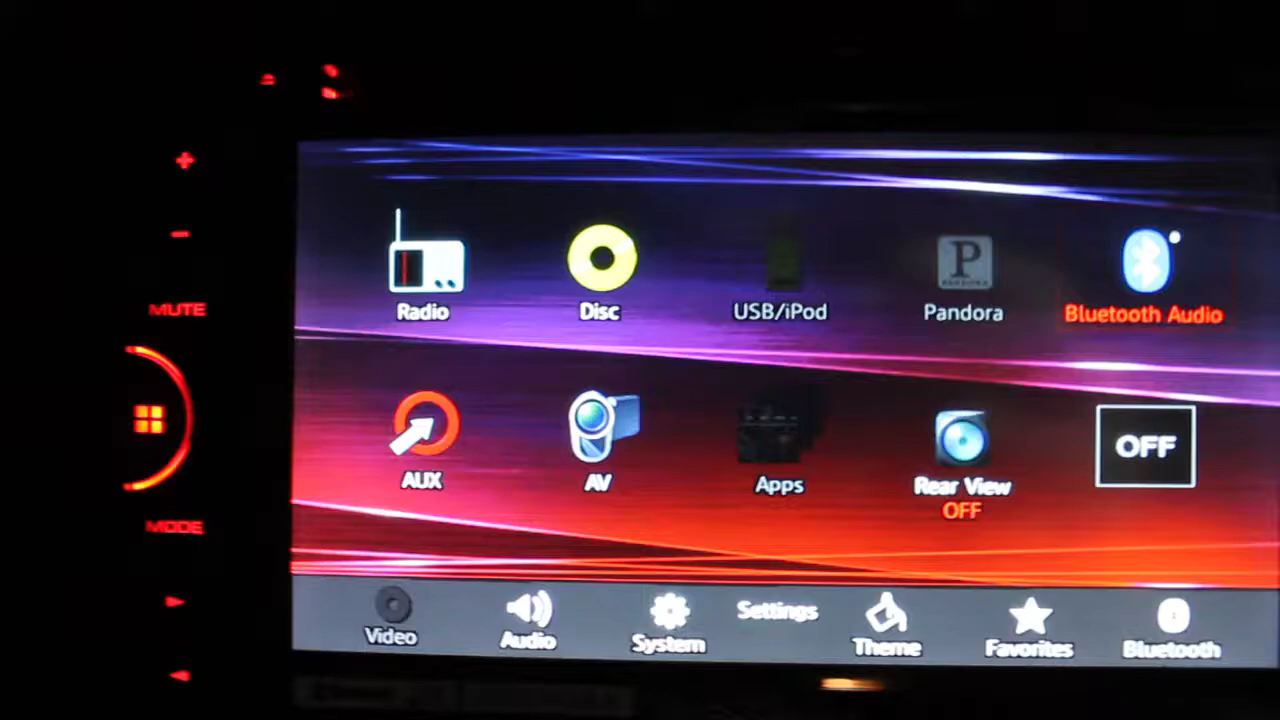 MUTE
MODE
Radio
Disc
USB/iPod
P
PANDORA
Pandora
Bluetooth Audio
AUX
AV
Apps
Rear View
OFF
OFF
Video
Audio
System
Settings
Theme
Favorites
Bluetooth